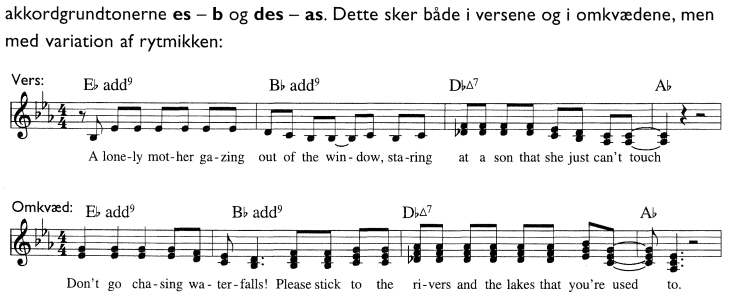 akkordgrundtonerne es – b og des – as. Dette sker både i versene og i omkvædene, men
med variation af rytmikken:
Vers: E♭ add⁹ B♭ add⁹ D♭Δ⁷ A♭
A lone-ly mot-her ga-zing out of the win-dow, sta-ring at a son that she just can't touch
Omkvæd: E♭ add⁹ B♭ add⁹ D♭Δ⁷ A♭
Don't go cha-sing wa-ter-falls! Please stick to the ri-vers and the lakes that you're used to.